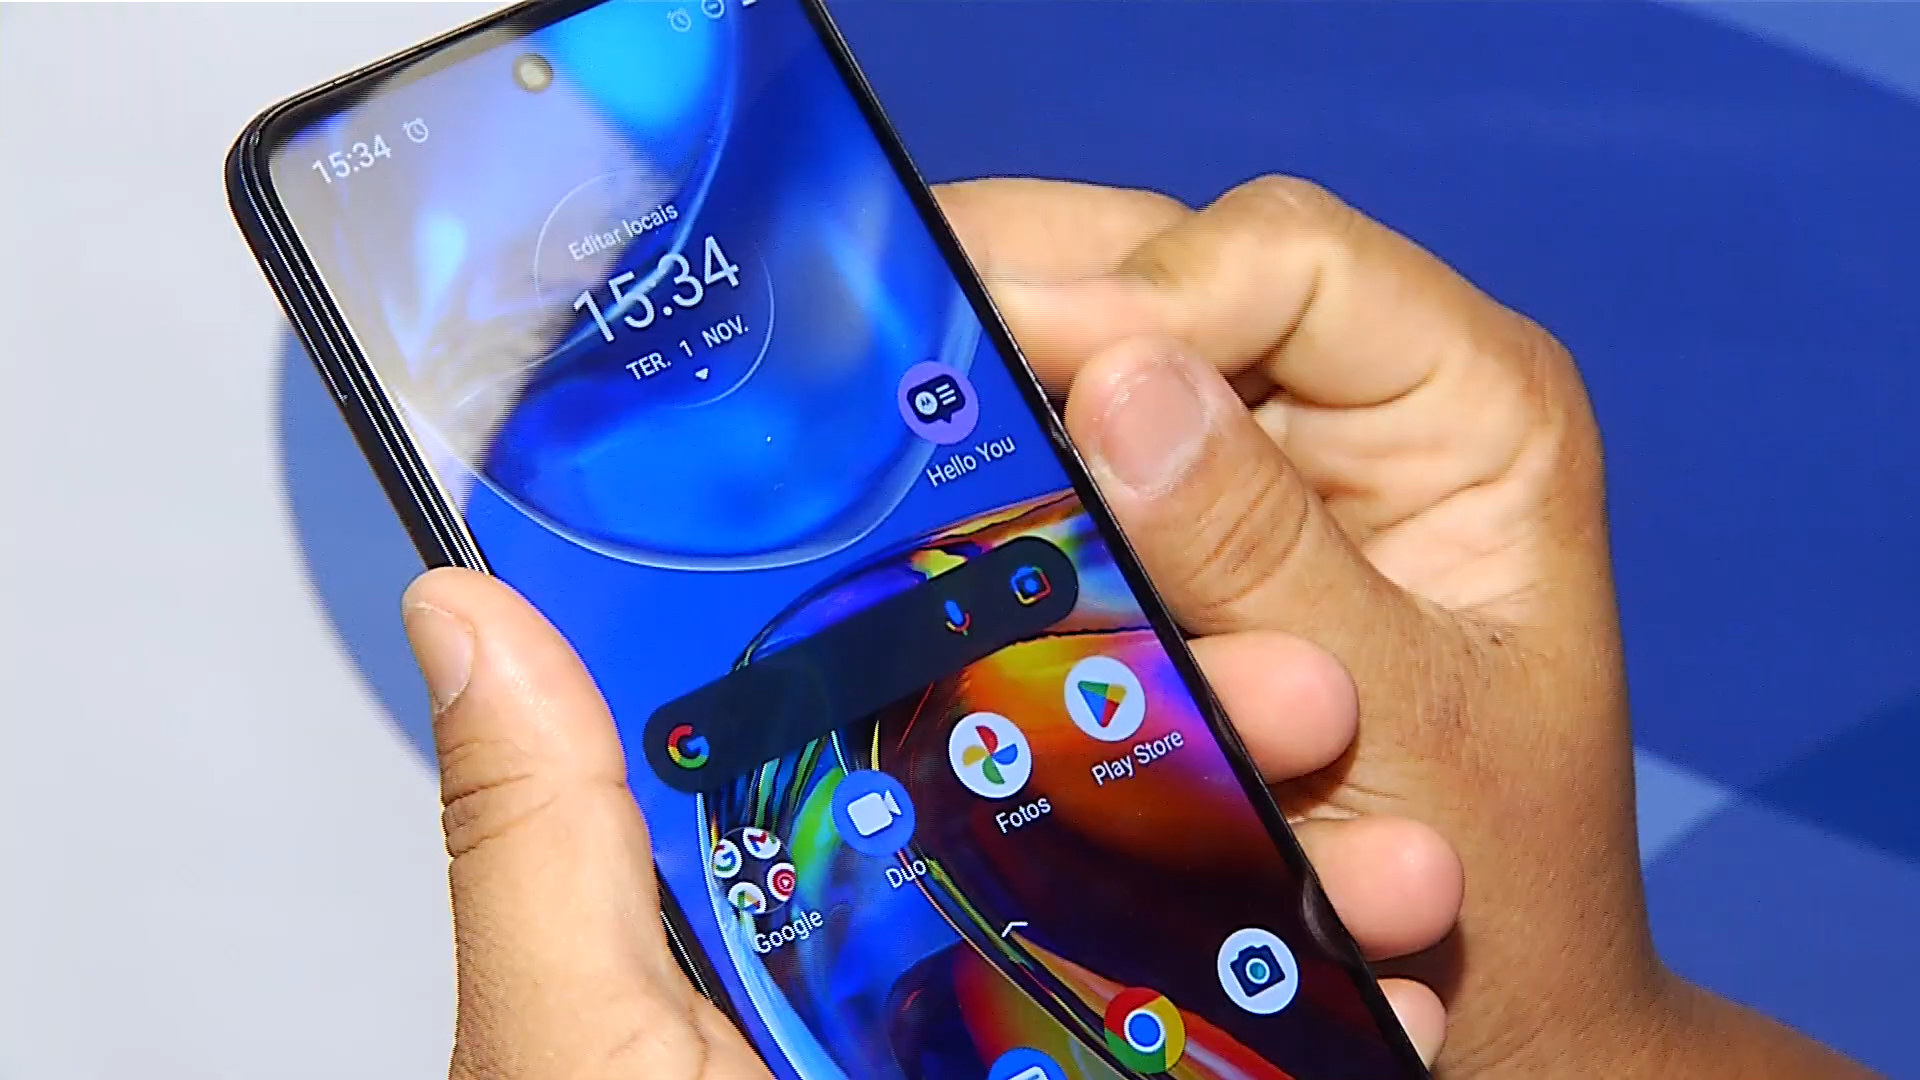 15:34
Editar locais
15:34
TER. 1 NOV.
Hello You
G
Play Store
Fotos
Duo
Google